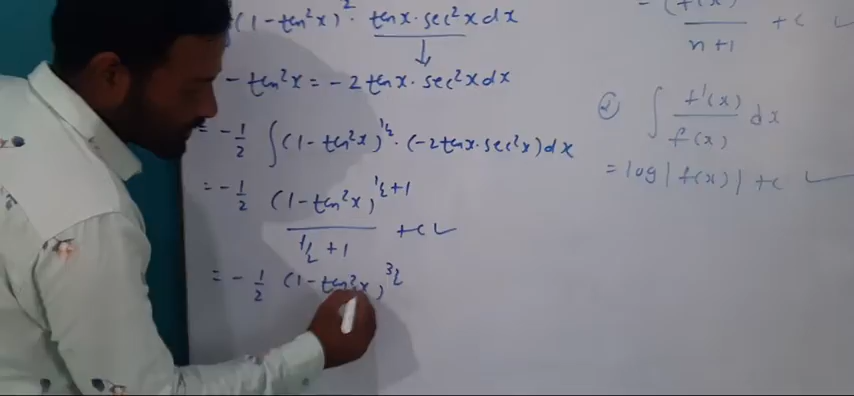 (1 - tan²x)^½ · tanx · sec²x dx
- tan²x = -2 tanx · sec²x dx
= -1/2 ∫(1 - tan²x)^½ · (-2tanx · sec²x) dx
= -1/2 (1 - tan²x)^(½+1) / (½ + 1) + c ✓
= -1/2 (1 - tan²x)^(3/2)
(f(x) / (n+1) + c ✓
② ∫ f'(x) / f(x) dx
= log|f(x)| + c ✓